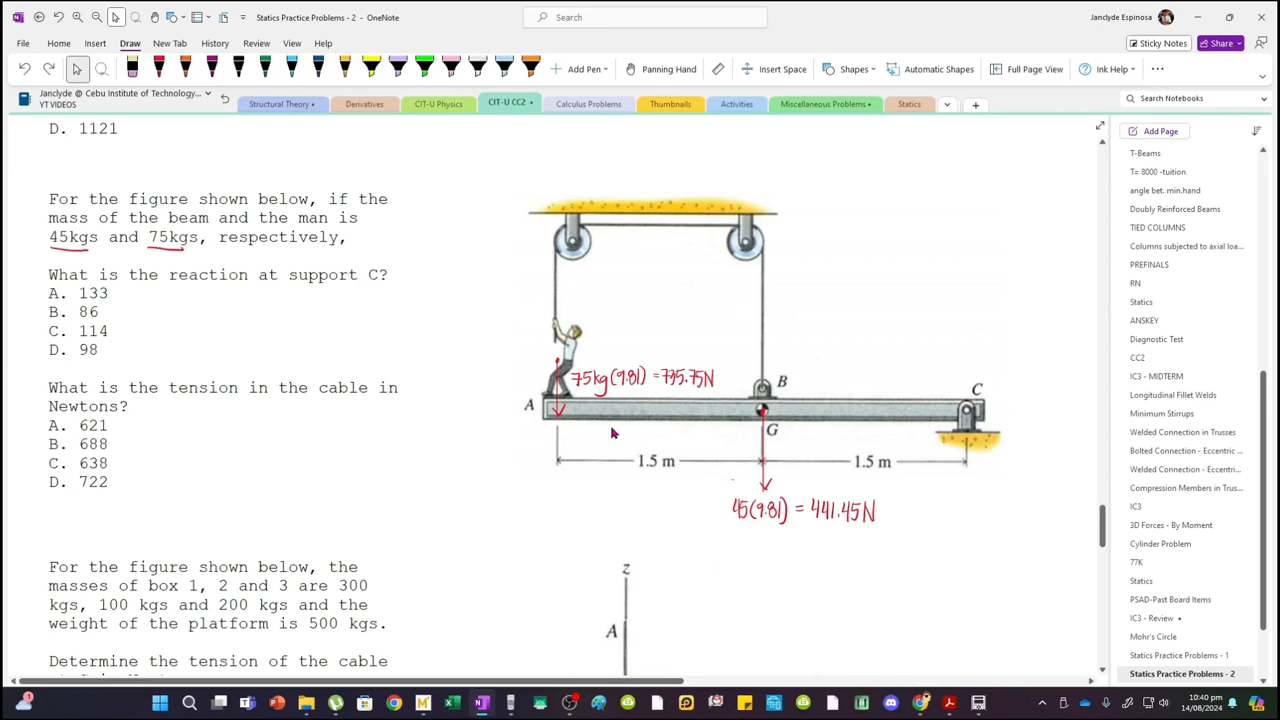 Statics Practice Problems - 2 - OneNote
Search
Janclyde Espinosa
File Home Insert Draw New Tab History Review View Help
Sticky Notes
Share
Add Pen
Panning Hand
Insert Space
Shapes
Automatic Shapes
Full Page View
Ink Help
Janclyde @ Cebu Institute of Technology...
YT VIDEOS
Structural Theory
Derivatives
CIT-U Physics
CIT-U CC2
Calculus Problems
Thumbnails
Activities
Miscellaneous Problems
Statics
Search Notebooks
Add Page
D. 1121
For the figure shown below, if the
mass of the beam and the man is
45kgs and 75kgs, respectively,
What is the reaction at support C?
A. 133
B. 86
C. 114
D. 98
What is the tension in the cable in
Newtons?
A. 621
B. 688
C. 638
D. 722
For the figure shown below, the
masses of box 1, 2 and 3 are 300
kgs, 100 kgs and 200 kgs and the
weight of the platform is 500 kgs.
Determine the tension of the cable
75kg(9.81) = 735.75N
A
B
C
G
1.5 m
1.5 m
45(9.81) = 441.45N
z
A
T-Beams
T= 8000 -tuition
angle bet. min.hand
Doubly Reinforced Beams
TIED COLUMNS
Columns subjected to axial loa...
PREFINALS
RN
Statics
ANSKEY
Diagnostic Test
CC2
IC3 - MIDTERM
Longitudinal Fillet Welds
Minimum Stirrups
Welded Connection in Trusses
Bolted Connection - Eccentric ...
Welded Connection - Eccentri...
Compression Members in Trus...
IC3
3D Forces - By Moment
Cylinder Problem
77K
Statics
PSAD-Past Board Items
IC3 - Review
Mohr's Circle
Statics Practice Problems - 1
Statics Practice Problems - 2
10:40 pm
14/08/2024